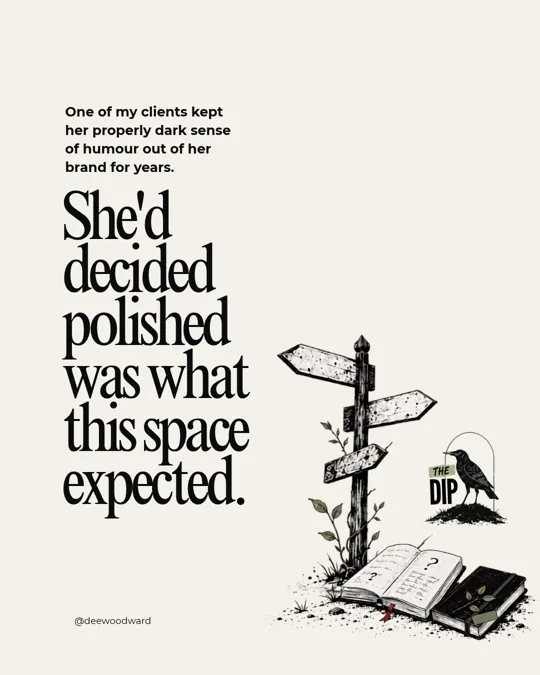 One of my clients kept
her properly dark sense
of humour out of her
brand for years.
She'd
decided
polished
was what
this space
expected.
THE
DIP
? ?
@deewoodward